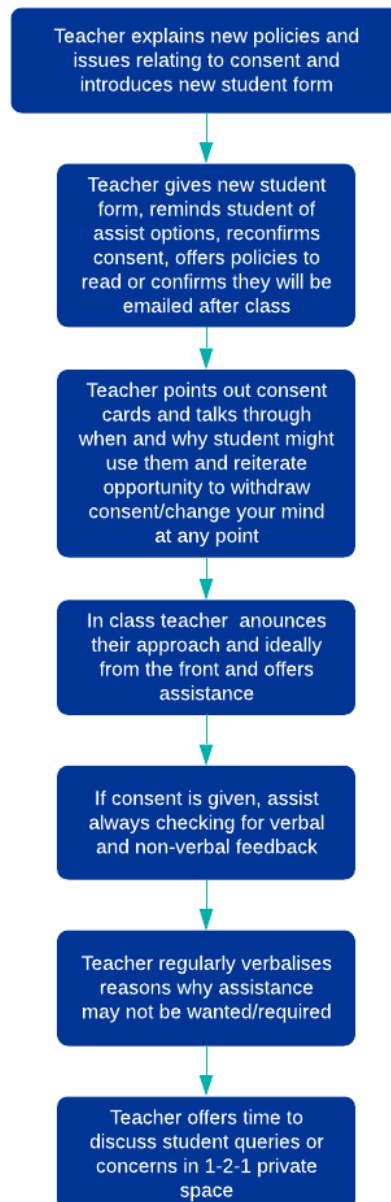 Teacher explains new policies and
issues relating to consent and
introduces new student form
Teacher gives new student
form, reminds student of
assist options, reconfirms
consent, offers policies to
read or confirms they will be
emailed after class
Teacher points out consent
cards and talks through
when and why student might
use them and reiterate
opportunity to withdraw
consent/change your mind
at any point
In class teacher anounces
their approach and ideally
from the front and offers
assistance
If consent is given, assist
always checking for verbal
and non-verbal feedback
Teacher regularly verbalises
reasons why assistance
may not be wanted/required
Teacher offers time to
discuss student queries or
concerns in 1-2-1 private
space